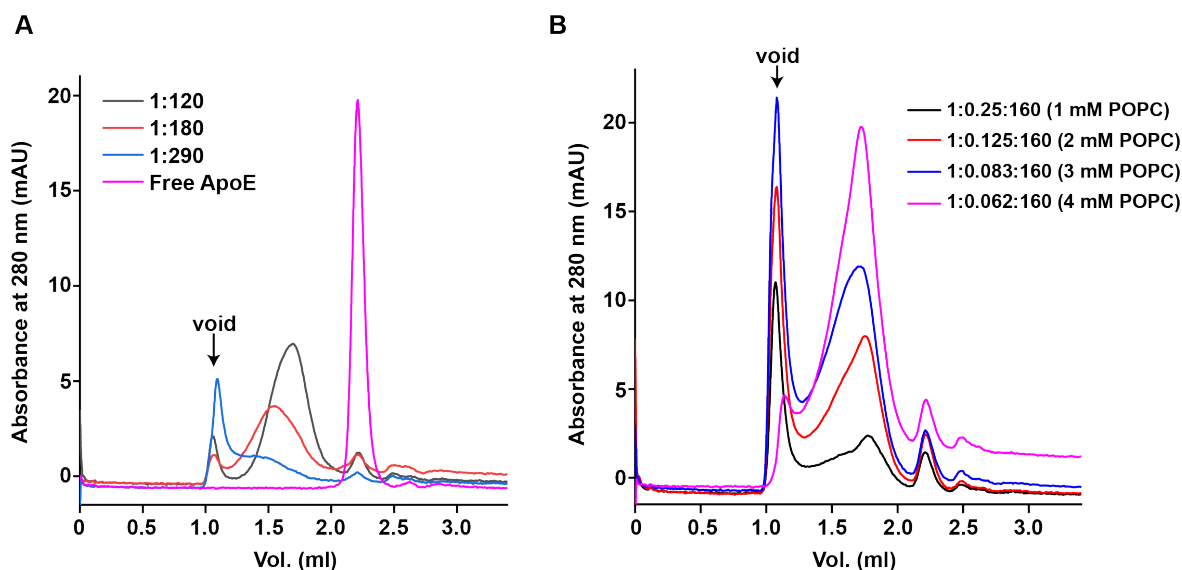 A
Absorbance at 280 nm (mAU)
20
15
10
5
0
1:120
1:180
1:290
Free ApoE
void
0
0.5
1.0
1.5
2.0
2.5
3.0
Vol. (ml)
B
Absorbance at 280 nm (mAU)
20
15
10
5
0
void
1:0.25:160 (1 mM POPC)
1:0.125:160 (2 mM POPC)
1:0.083:160 (3 mM POPC)
1:0.062:160 (4 mM POPC)
0
0.5
1.0
1.5
2.0
2.5
3.0
Vol. (ml)